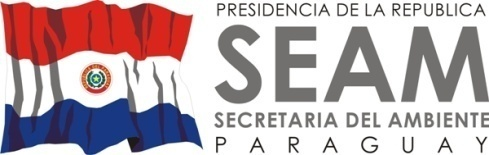 PRESIDENCIA DE LA REPUBLICA
SEAM
SECRETARIA DEL AMBIENTE
PARAGUAY